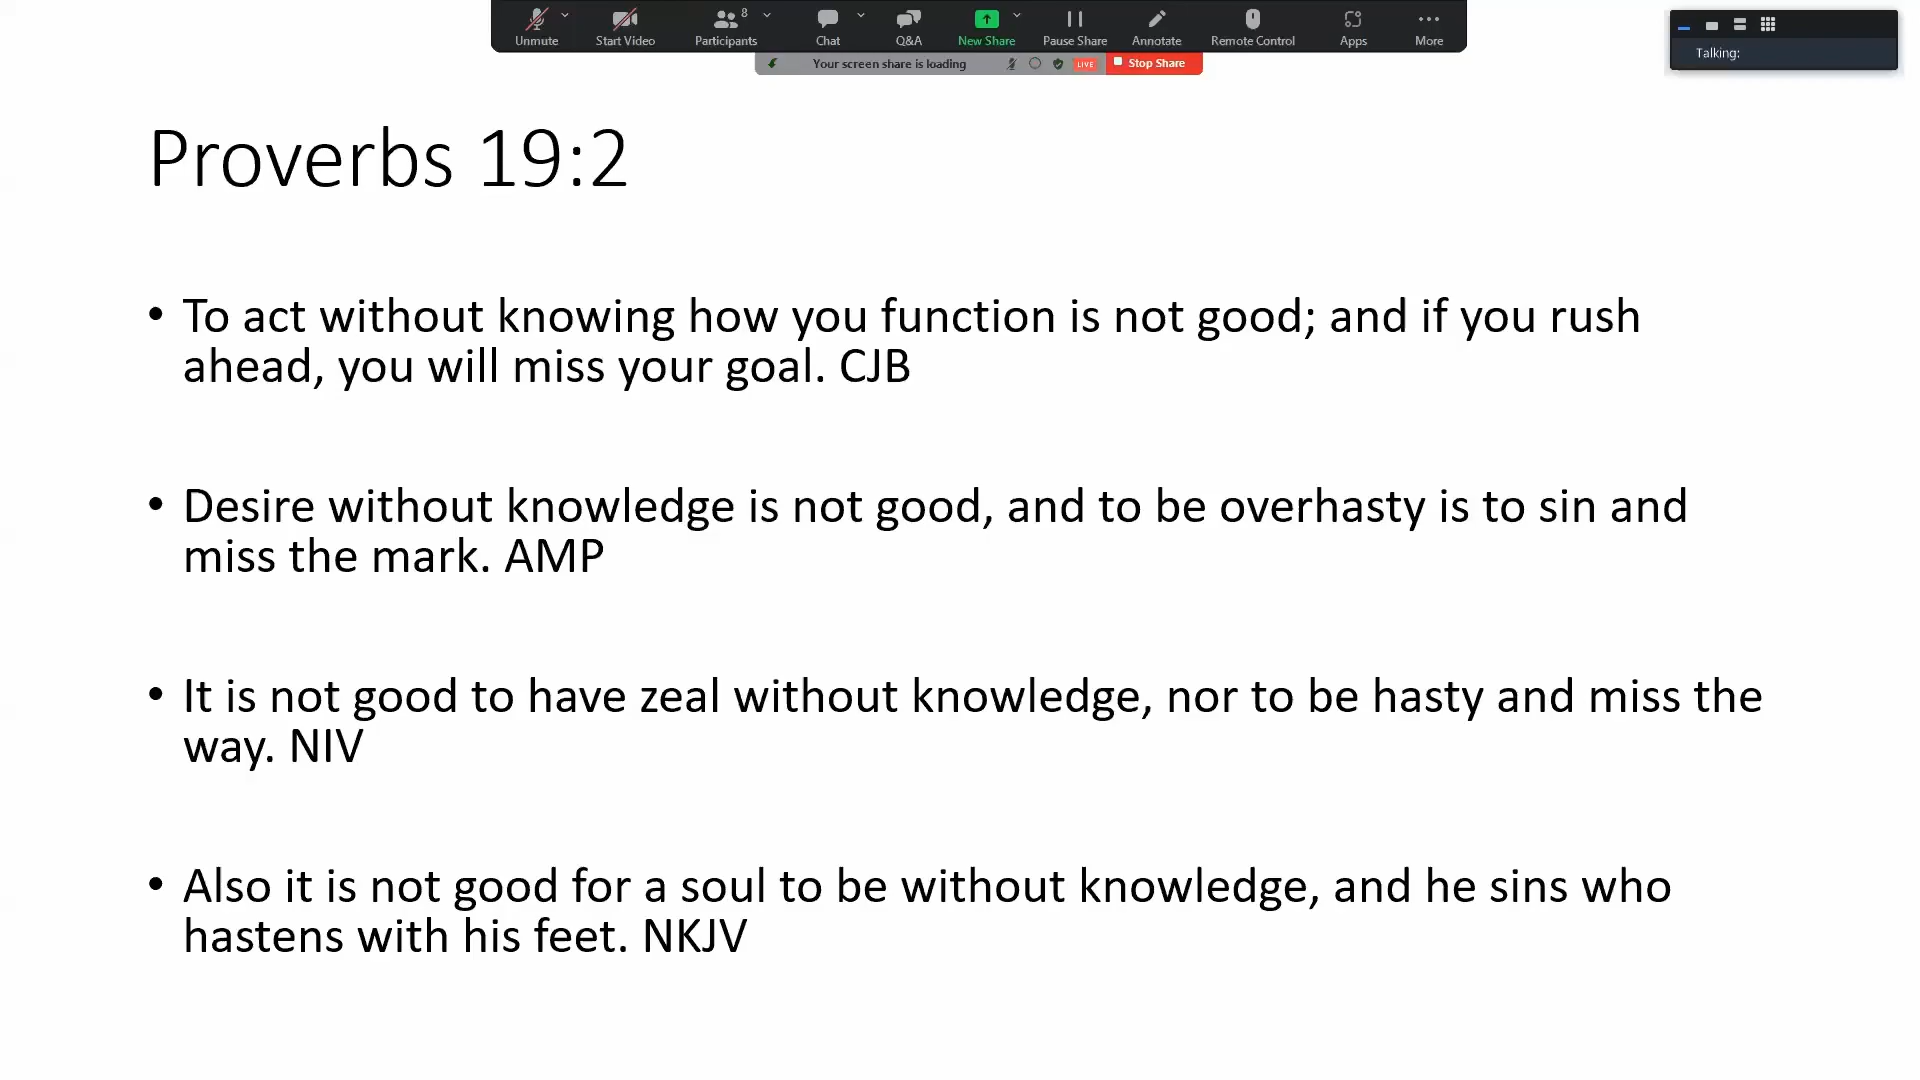 8
Unmute Start Video Participants Chat Q&A New Share Pause Share Annotate Remote Control Apps More
Your screen share is loading LIVE Stop Share
Talking:
Proverbs 19:2
• To act without knowing how you function is not good; and if you rush
ahead, you will miss your goal. CJB
• Desire without knowledge is not good, and to be overhasty is to sin and
miss the mark. AMP
• It is not good to have zeal without knowledge, nor to be hasty and miss the
way. NIV
• Also it is not good for a soul to be without knowledge, and he sins who
hastens with his feet. NKJV